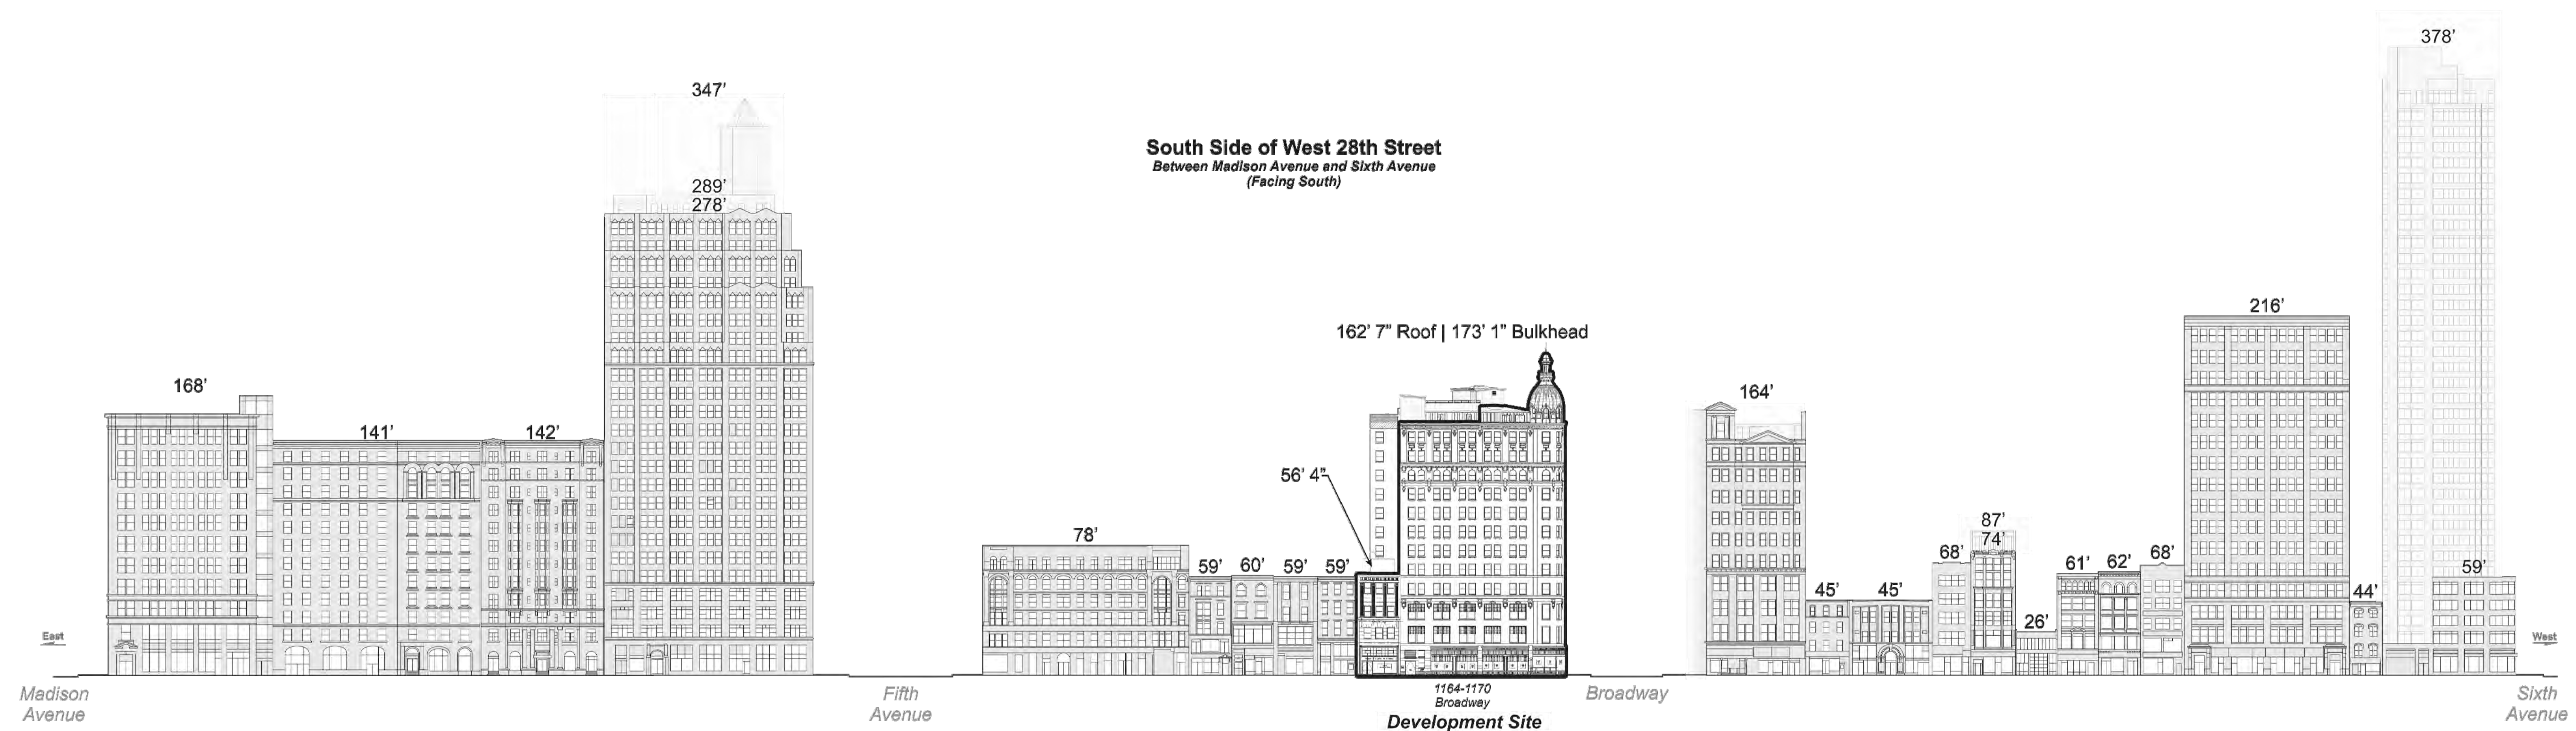 South Side of West 28th Street
Between Madison Avenue and Sixth Avenue
(Facing South)
378’
347’
289’
278’
168’
141’
142’
78’
59’
60’
59’
59’
56’ 4”
162’ 7” Roof | 173’ 1” Bulkhead
164’
45’
45’
68’
87’
74’
26’
61’
62’
68’
216’
44’
59’
East
West
Madison
Avenue
Fifth
Avenue
1164-1170
Broadway
Development Site
Broadway
Sixth
Avenue